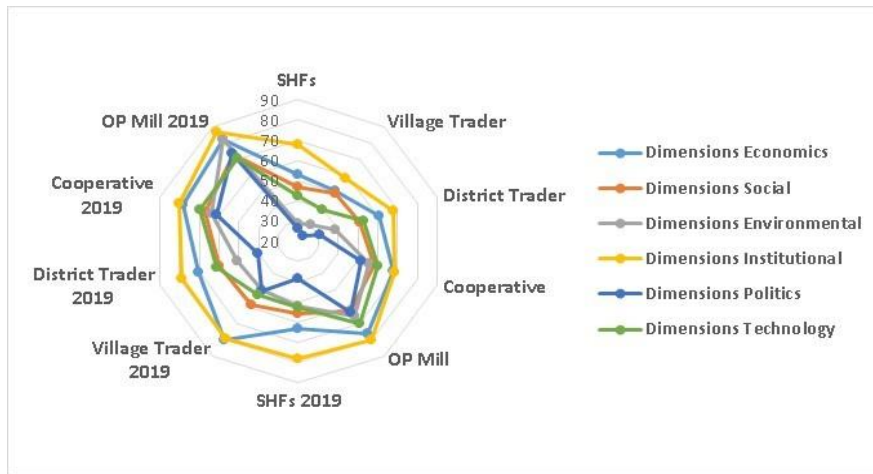 SHFs
90
80
70
60
50
40
30
20
Village Trader
District Trader
Cooperative
OP Mill
SHFs 2019
Village Trader
2019
District Trader
2019
Cooperative
2019
OP Mill 2019
Dimensions Economics
Dimensions Social
Dimensions Environmental
Dimensions Institutional
Dimensions Politics
Dimensions Technology